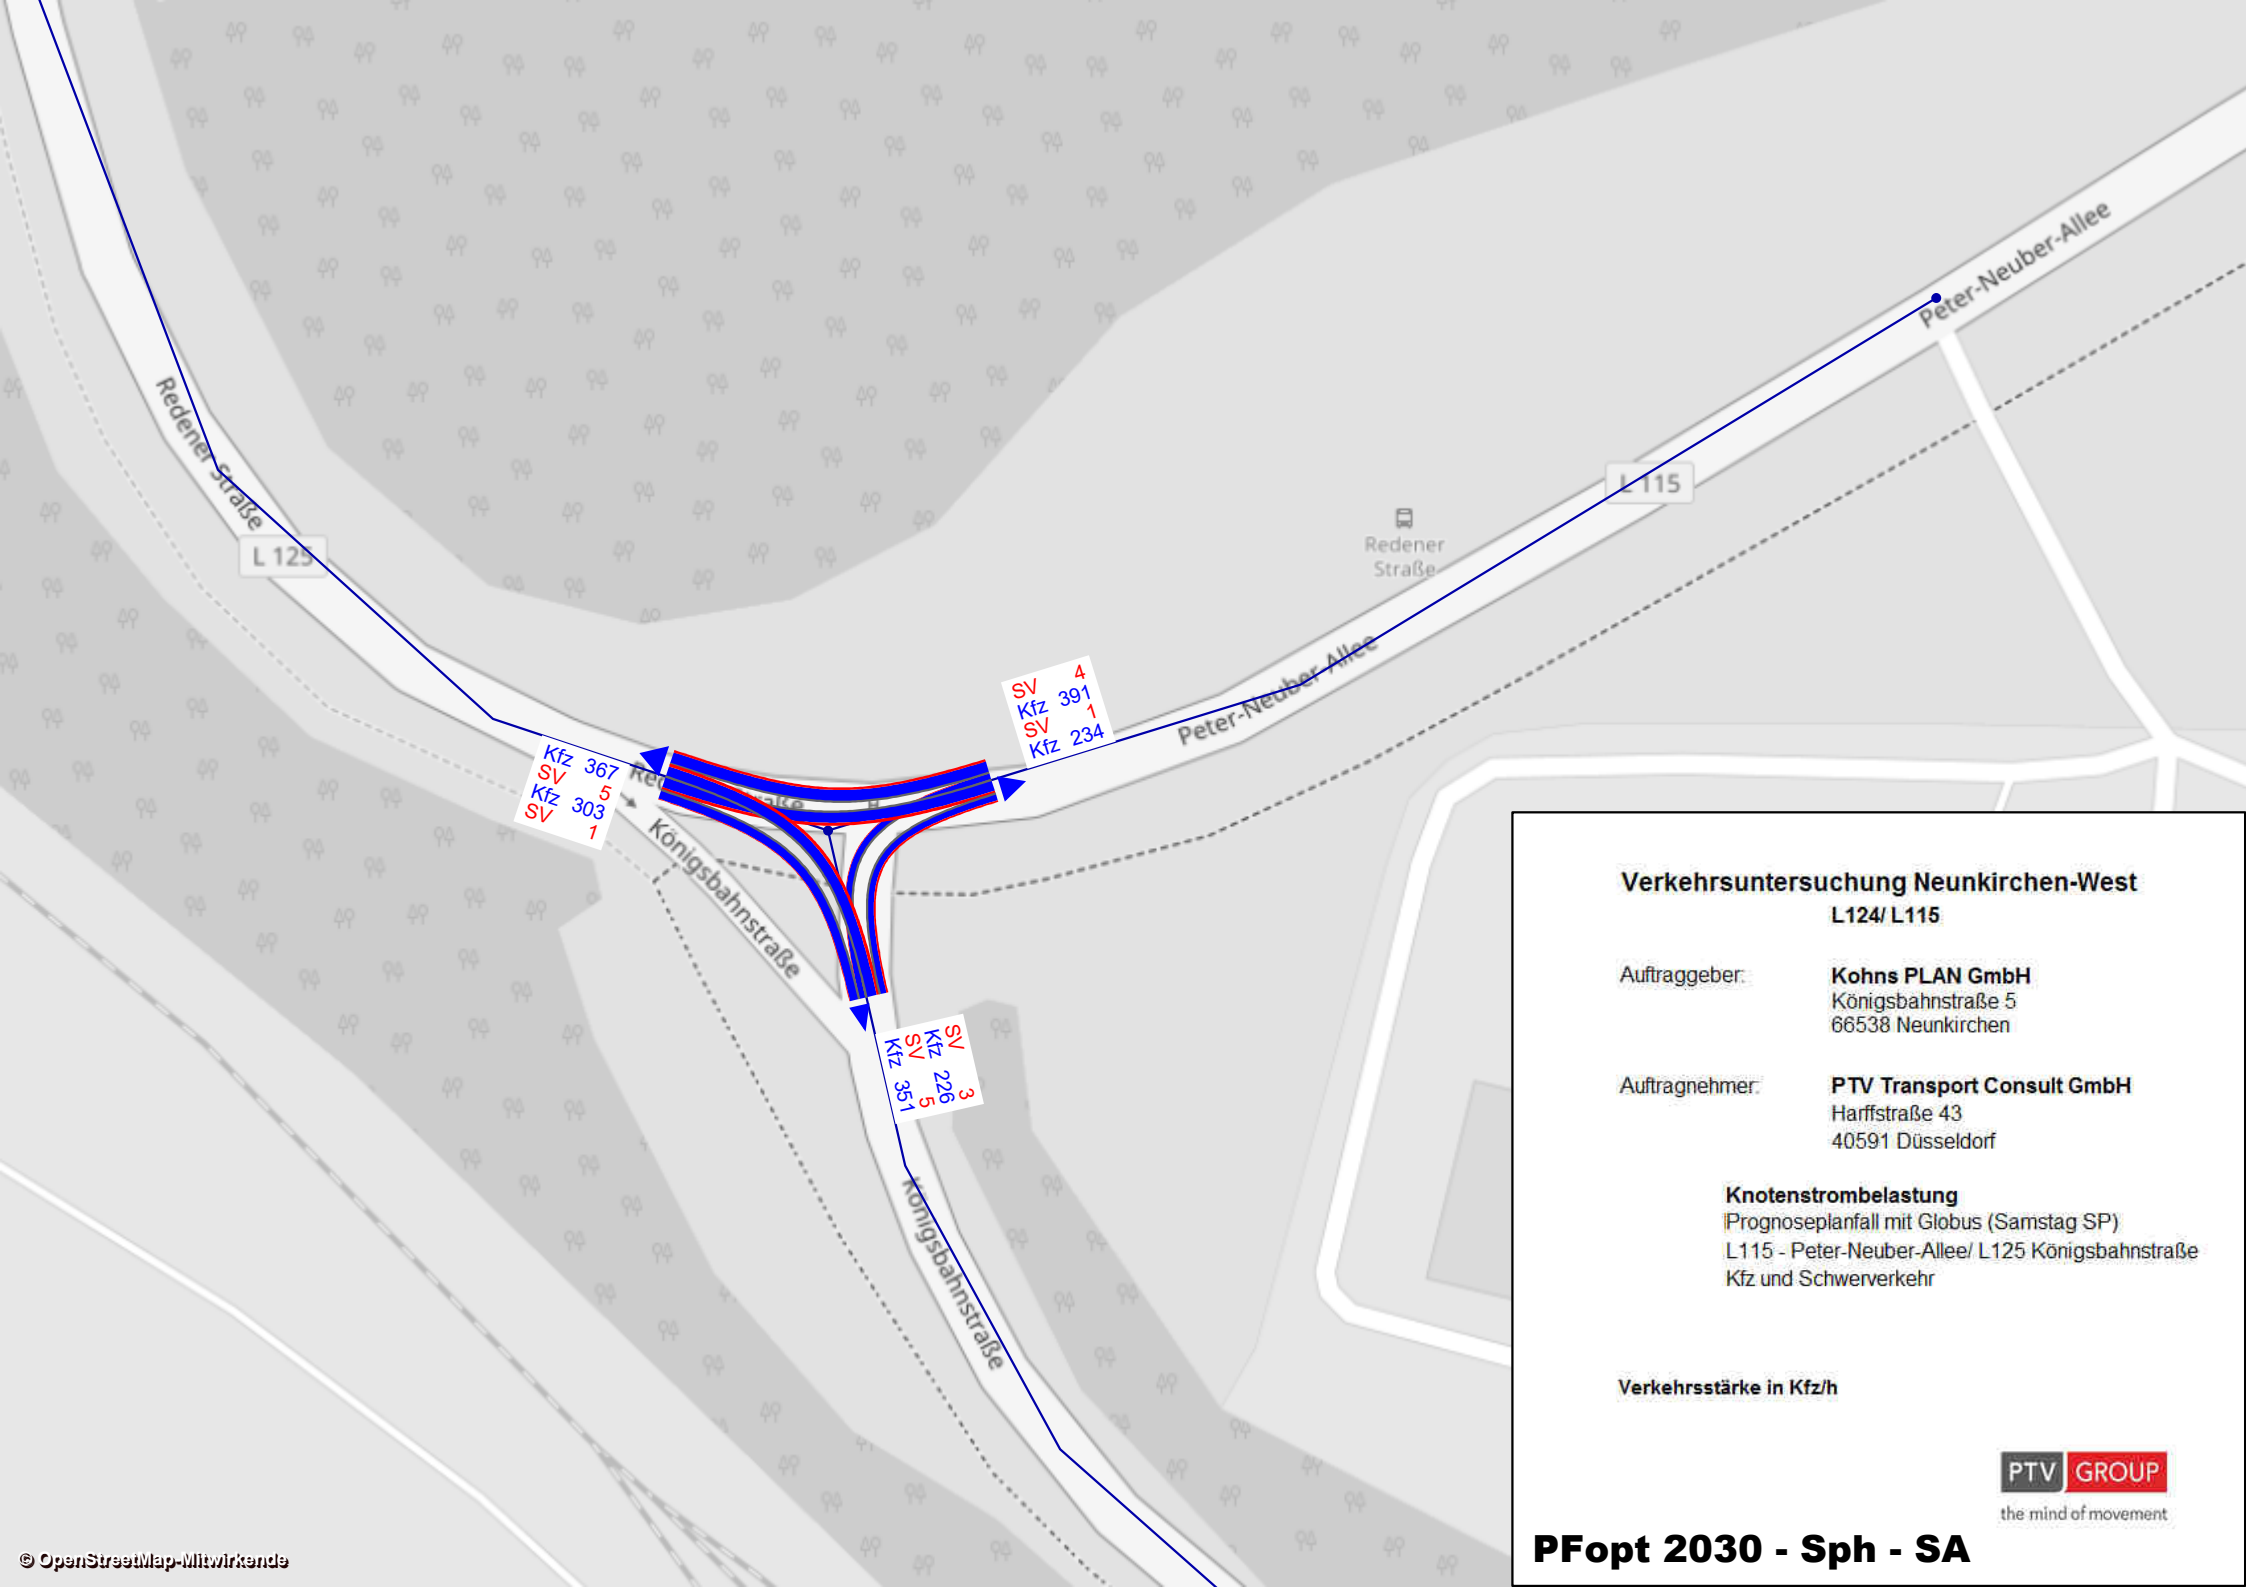 Peter-Neuber-Allee
Redener Straße
L 115
L 125
Redener
Straße
Peter-Neuber-Allee
SV 4
Kfz 391
SV 1
Kfz 234
Kfz 367
SV 5
Kfz 303
SV 1
Königsbahnstraße
SV 3
Kfz 226
SV 5
Kfz 351
Königsbahnstraße
Verkehrsuntersuchung Neunkirchen-West
L124/ L115
Auftraggeber: Kohns PLAN GmbH
Königsbahnstraße 5
66538 Neunkirchen
Auftragnehmer: PTV Transport Consult GmbH
Harffstraße 43
40591 Düsseldorf
Knotenstrombelastung
Prognoseplanfall mit Globus (Samstag SP)
L115 - Peter-Neuber-Allee/ L125 Königsbahnstraße
Kfz und Schwerverkehr
Verkehrsstärke in Kfz/h
PTV GROUP
the mind of movement
PFopt 2030 - Sph - SA
© OpenStreetMap-Mitwirkende